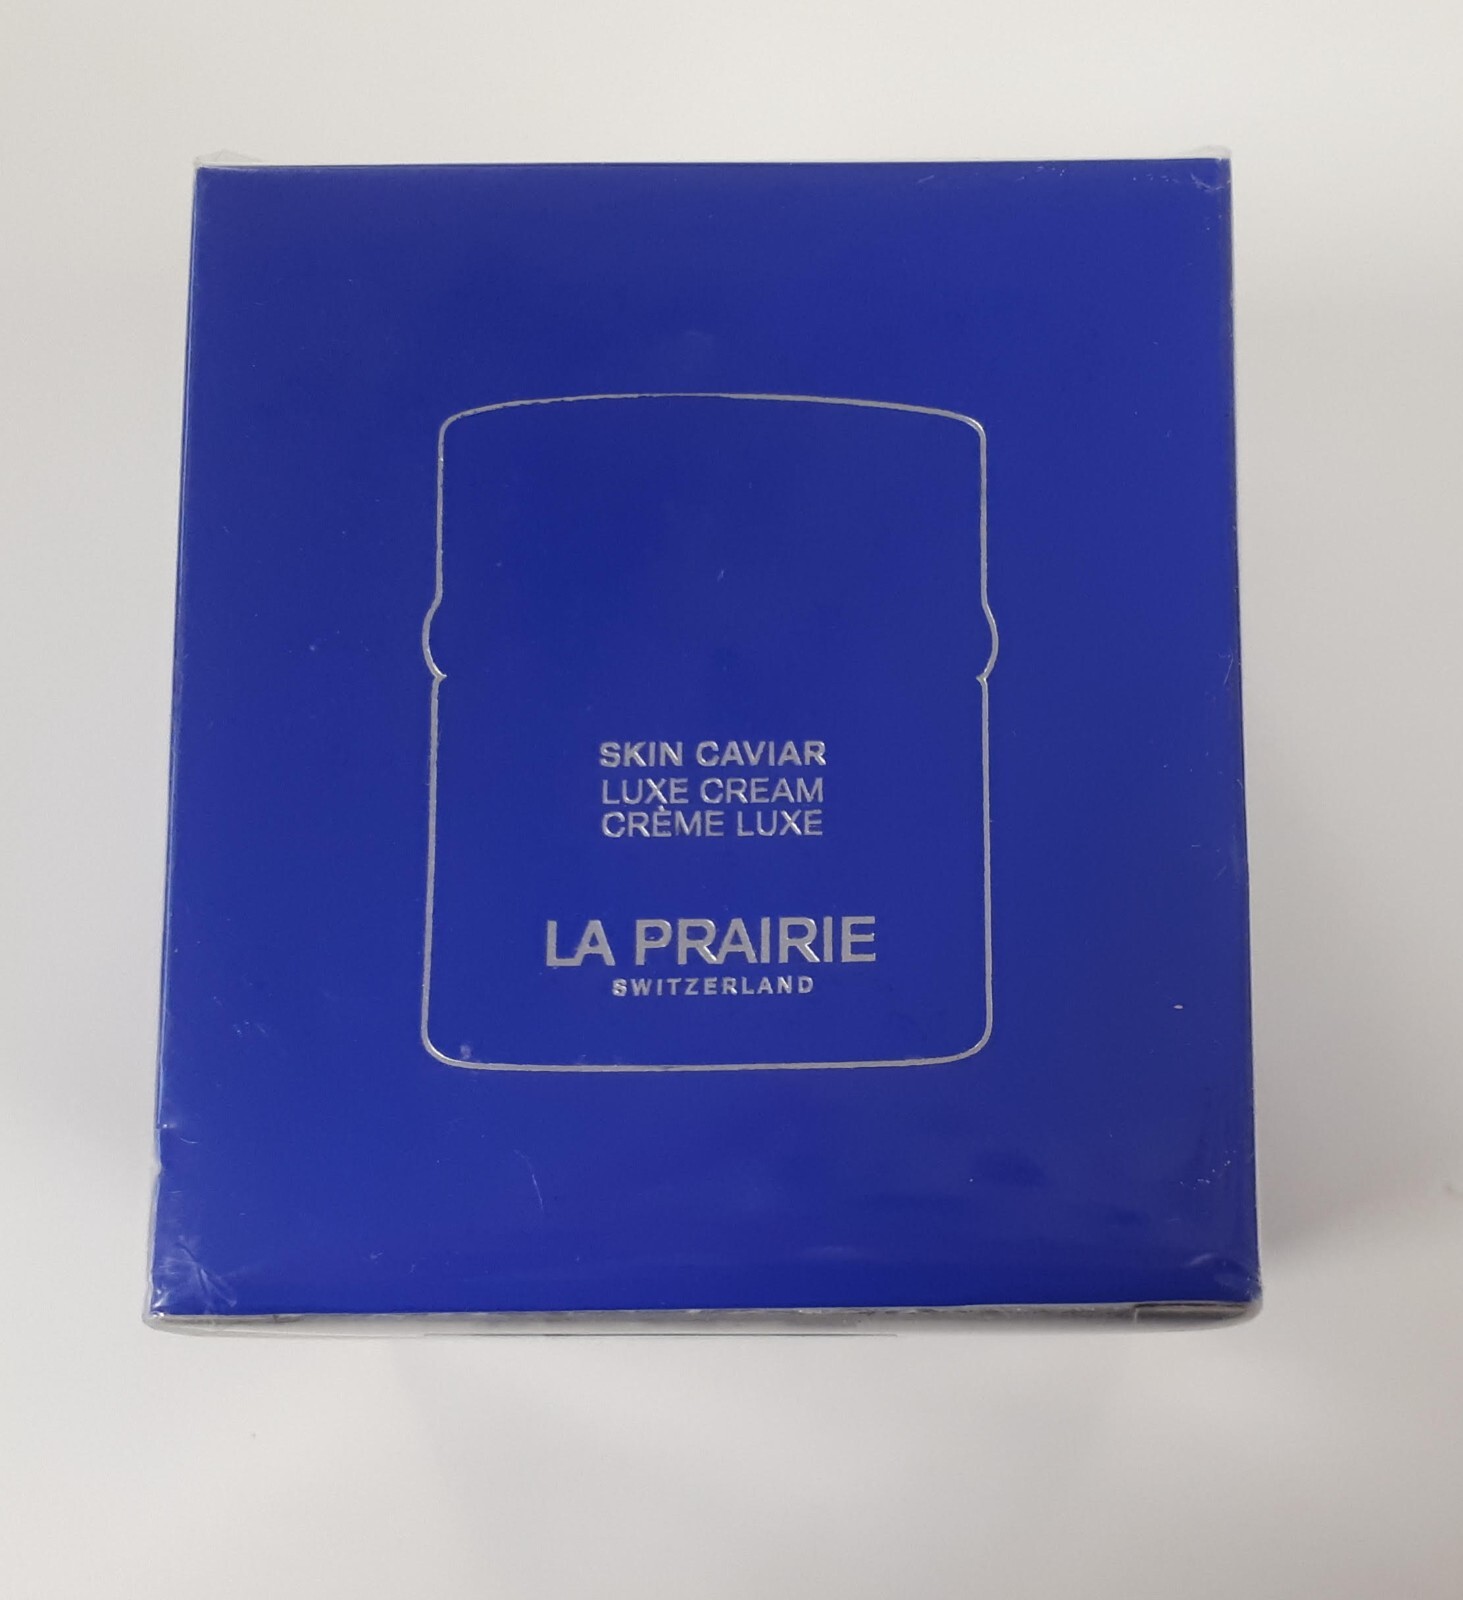 SKIN CAVIAR
LUXE CREAM
CRÈME LUXE
LA PRAIRIE
SWITZERLAND